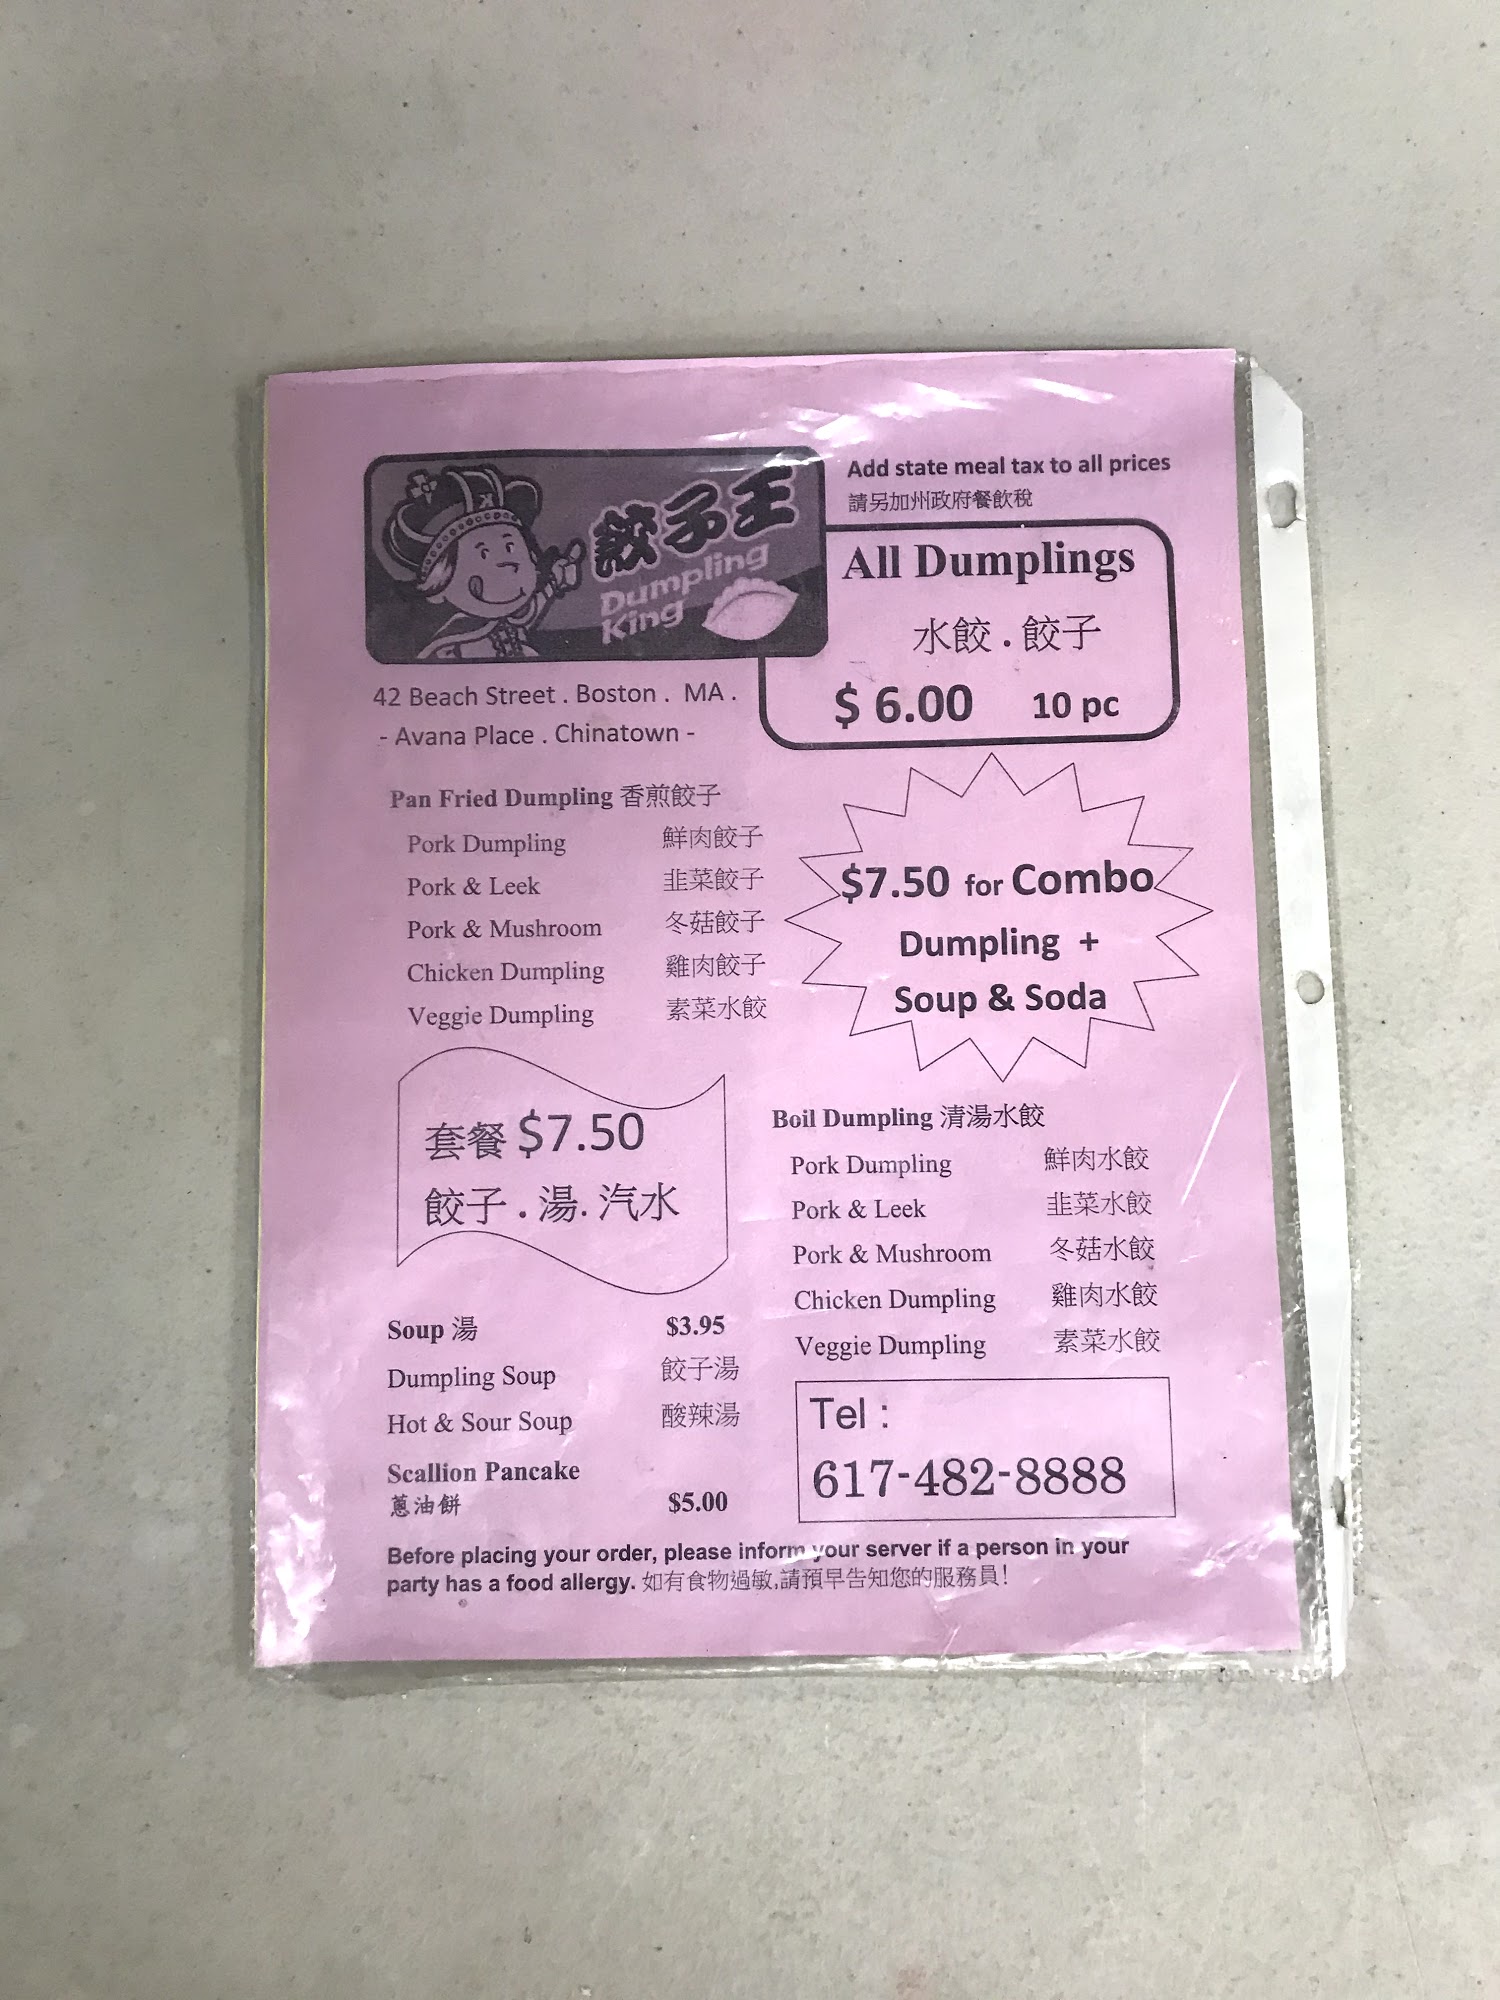 餃子王
Dumpling
King
Add state meal tax to all prices
請另加州政府餐飲稅
All Dumplings
水餃 . 餃子
$ 6.00 10 pc
42 Beach Street . Boston . MA .
- Avana Place . Chinatown -
Pan Fried Dumpling 香煎餃子
Pork Dumpling 鮮肉餃子
Pork & Leek 韭菜餃子
Pork & Mushroom 冬菇餃子
Chicken Dumpling 雞肉餃子
Veggie Dumpling 素菜水餃
$7.50 for Combo
Dumpling +
Soup & Soda
套餐 $7.50
餃子 . 湯. 汽水
Boil Dumpling 清湯水餃
Pork Dumpling 鮮肉水餃
Pork & Leek 韭菜水餃
Pork & Mushroom 冬菇水餃
Chicken Dumpling 雞肉水餃
Veggie Dumpling 素菜水餃
Soup 湯 $3.95
Dumpling Soup 餃子湯
Hot & Sour Soup 酸辣湯
Scallion Pancake
蔥油餅 $5.00
Tel :
617-482-8888
Before placing your order, please inform your server if a person in your
party has a food allergy. 如有食物過敏,請預早告知您的服務員!